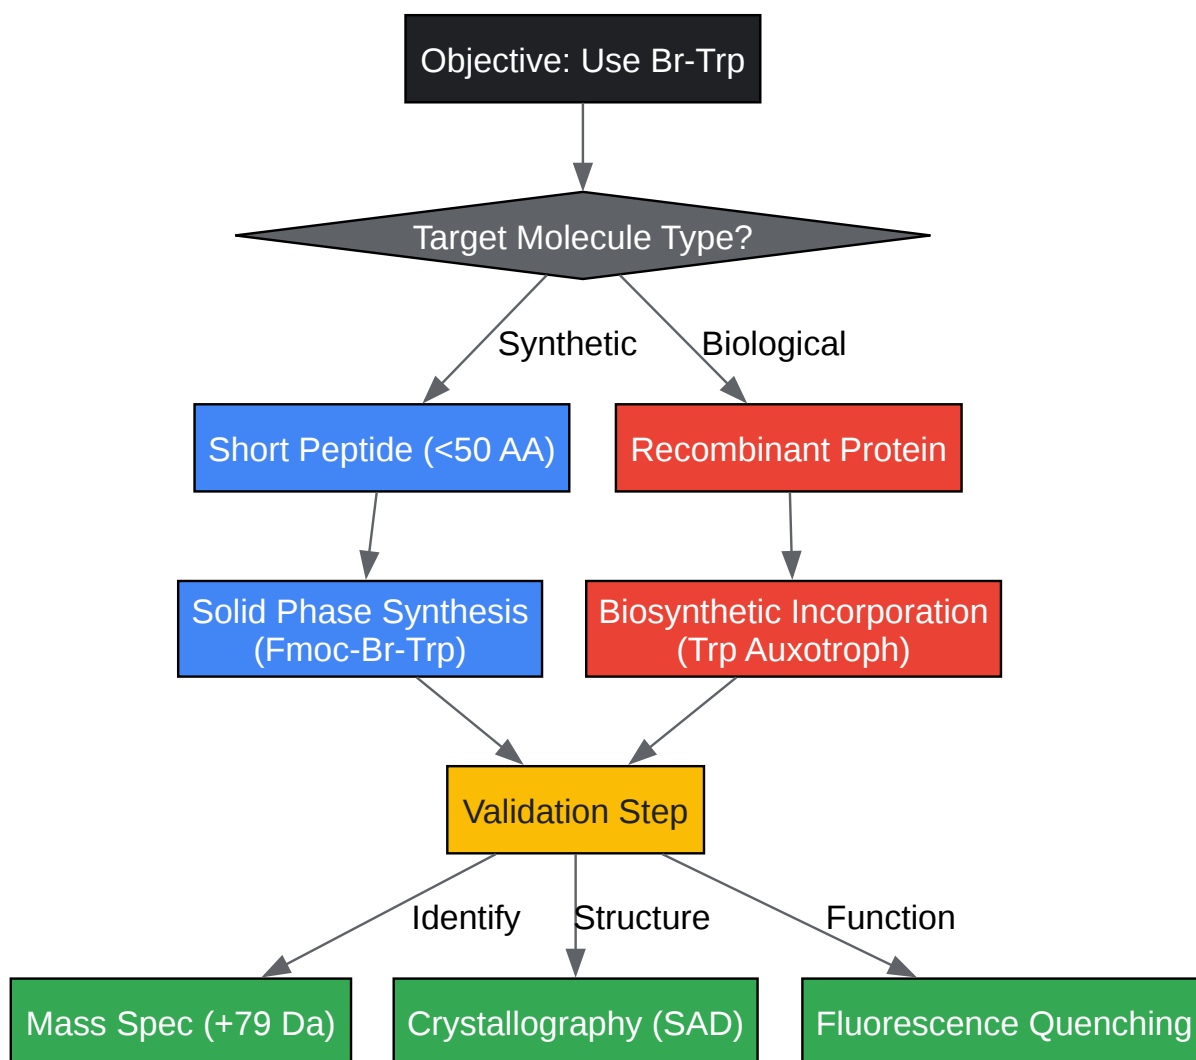 Objective: Use Br-Trp
Target Molecule Type?
Synthetic
Biological
Short Peptide (<50 AA)
Recombinant Protein
Solid Phase Synthesis
(Fmoc-Br-Trp)
Biosynthetic Incorporation
(Trp Auxotroph)
Validation Step
Identify
Structure
Function
Mass Spec (+79 Da)
Crystallography (SAD)
Fluorescence Quenching